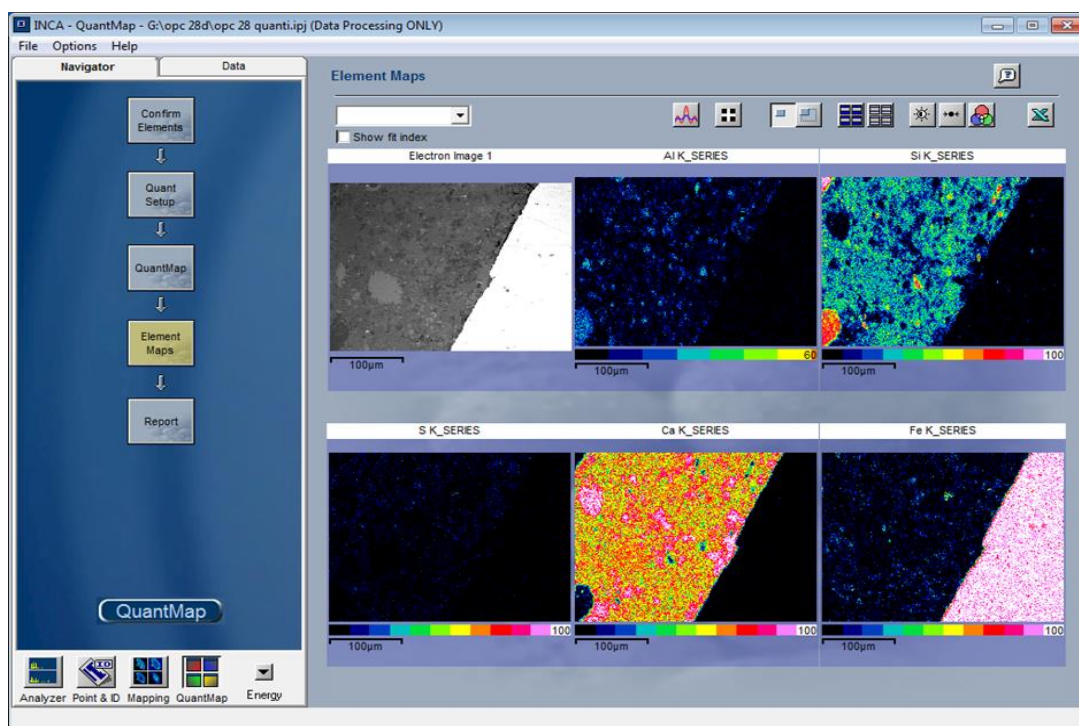 INCA - QuantMap - G:\opc 28d\opc 28 quanti.ipj (Data Processing ONLY)
File Options Help
Navigator
Data
Confirm
Elements
Quant
Setup
QuantMap
Element
Maps
Report
QuantMap
Analyzer
Point & ID
Mapping
QuantMap
Energy
Element Maps
Show fit index
Electron Image 1
Al K_SERIES
Si K_SERIES
100µm
60
100µm
100
100µm
S K_SERIES
Ca K_SERIES
Fe K_SERIES
100
100µm
100
100µm
100
100µm